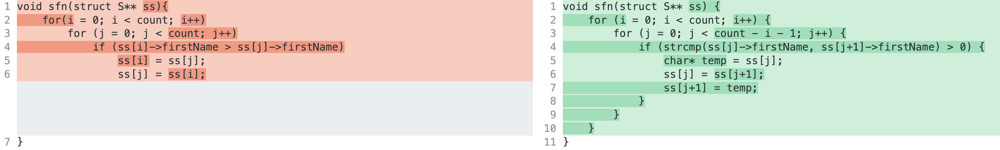 1 void sfn(struct S** ss){
2     for(i = 0; i < count; i++)
3         for (j = 0; j < count; j++)
4             if (ss[i]->firstName > ss[j]->firstName)
5                 ss[i] = ss[j];
6                 ss[j] = ss[i];
7 }
1 void sfn(struct S** ss) {
2     for (i = 0; i < count; i++) {
3         for (j = 0; j < count - i - 1; j++) {
4             if (strcmp(ss[j]->firstName, ss[j+1]->firstName) > 0) {
5                 char* temp = ss[j];
6                 ss[j] = ss[j+1];
7                 ss[j+1] = temp;
8             }
9         }
10     }
11 }